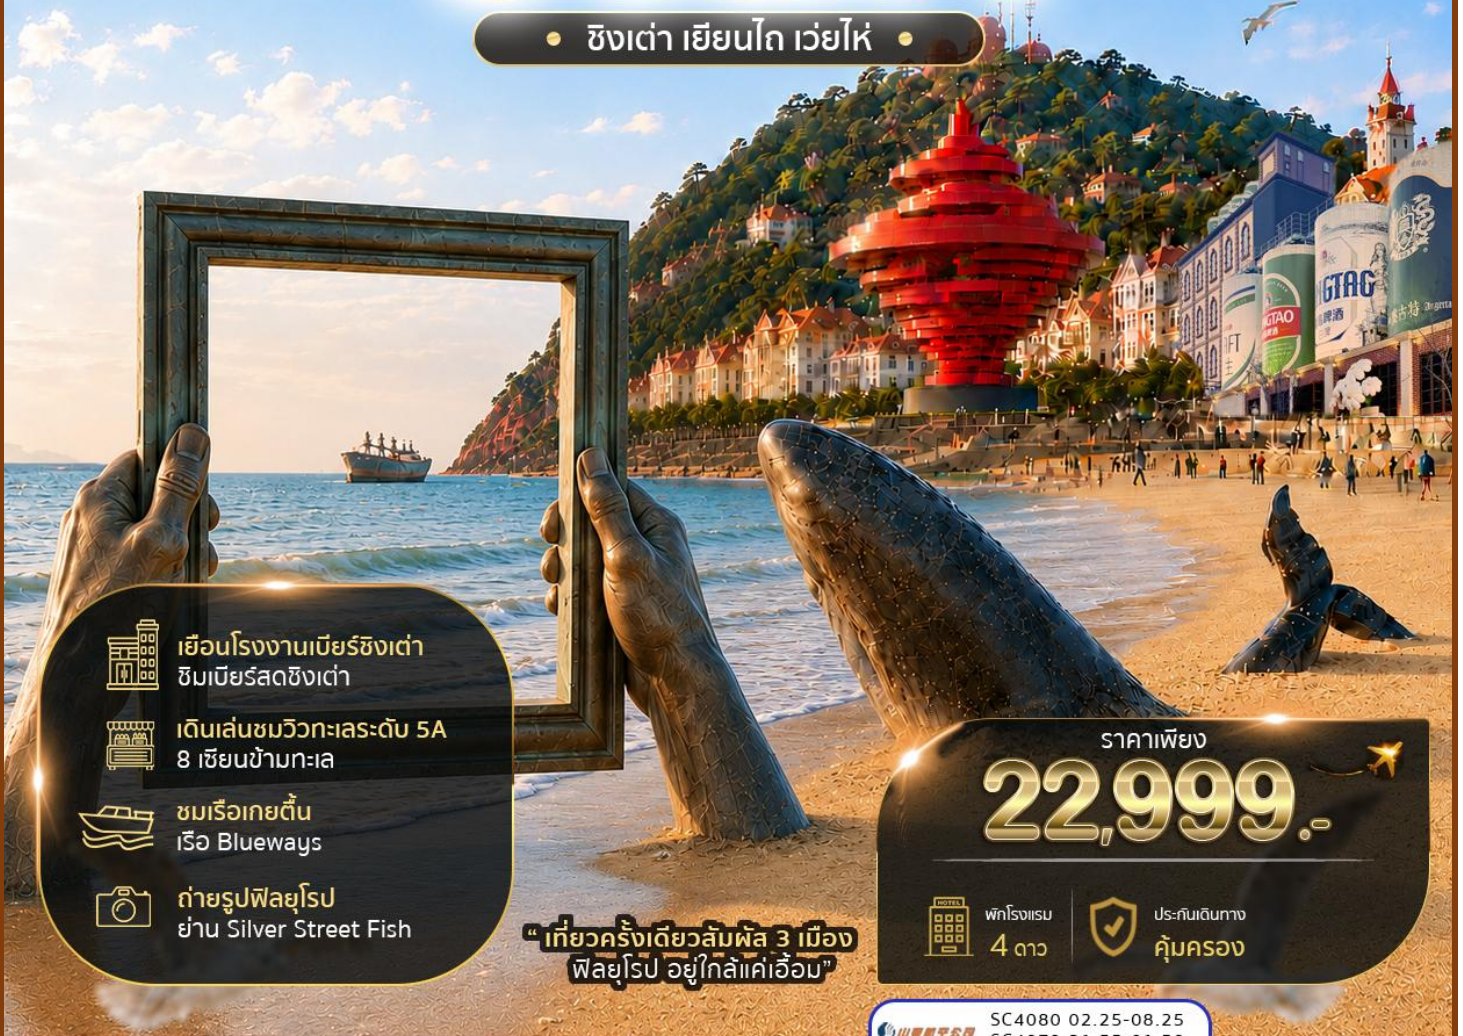 ชิงเต่า เยียนไถ เว่ยไห่
GTAG
GTAO
FT
เยือนโรงงานเบียร์ชิงเต่า
ชิมเบียร์สดชิงเต่า
เดินเล่นชมวิวทะเลระดับ 5A
8 เซียนข้ามทะเล
ชมเรือเกยตื้น
เรือ Blueways
ถ่ายรูปฟิลยุโรป
ย่าน Silver Street Fish
“ เที่ยวครั้งเดียวสัมผัส 3 เมือง
ฟิลยุโรป อยู่ใกล้แค่เอื้อม”
ราคาเพียง
22,999.-
HOTEL
พักโรงแรม
4 ดาว
ประกันเดินทาง
คุ้มครอง
SC4080 02.25-08.25